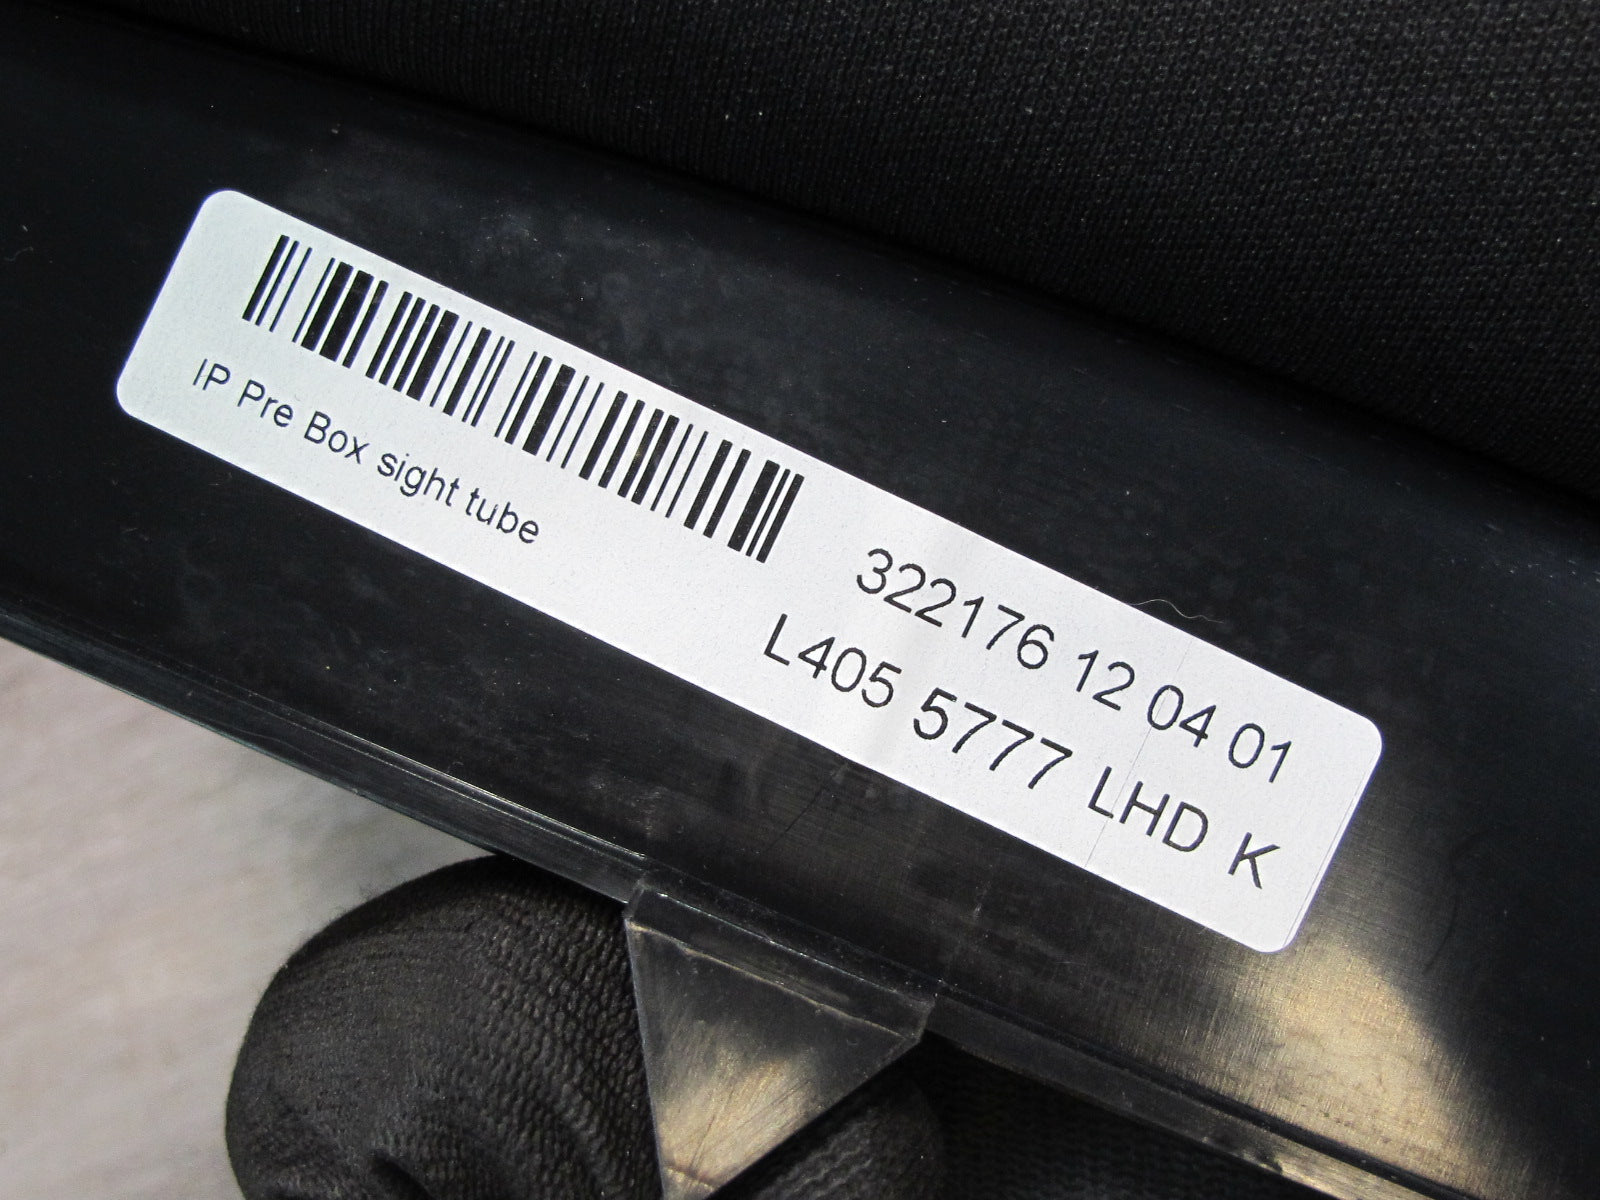 IP Pre Box sight tube
322176 12 04 01
L405 5777 LHD K